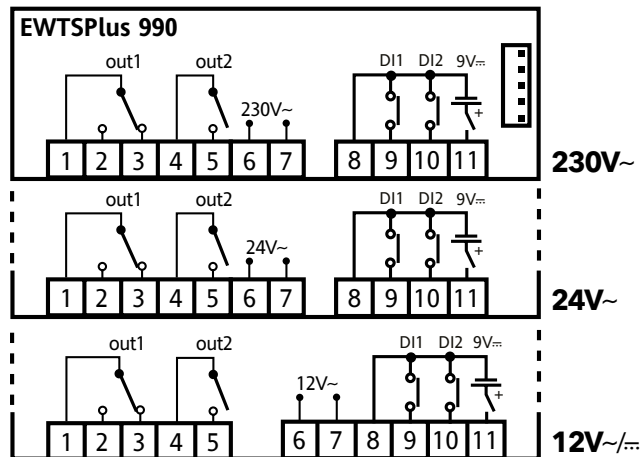 EWTSPlus 990
out1 out2 DI1 DI2 9V⎓
230V~
+
1 2 3 4 5 6 7 8 9 10 11
230V~
out1 out2 DI1 DI2 9V⎓
24V~
+
1 2 3 4 5 6 7 8 9 10 11
24V~
out1 out2 DI1 DI2 9V⎓
12V~
+
1 2 3 4 5 6 7 8 9 10 11
12V~/⎓